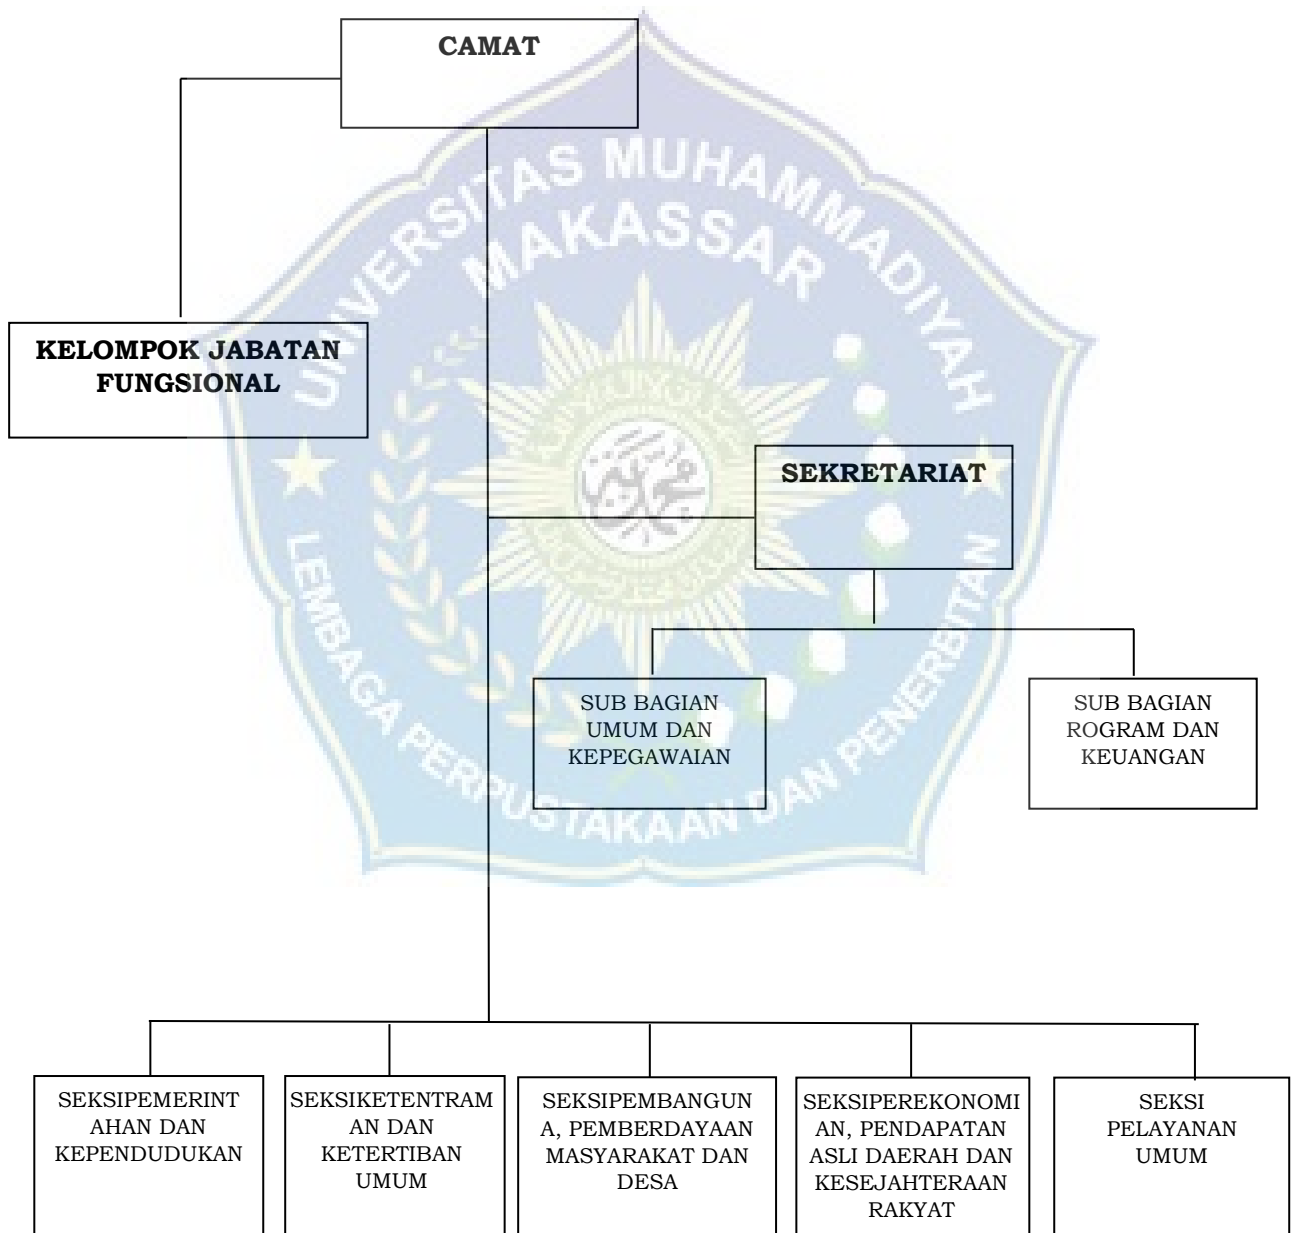 CAMAT
UNIVERSITAS MUHAMMADIYAH
MAKASSAR
KELOMPOK JABATAN
FUNGSIONAL
SEKRETARIAT
SUB BAGIAN
UMUM DAN
KEPEGAWAIAN
SUB BAGIAN
ROGRAM DAN
KEUANGAN
LEMBAGA PERPUSTAKAAN DAN PENERBITAN
SEKSIPEMERINT
AHAN DAN
KEPENDUDUKAN
SEKSIKETENTRAM
AN DAN
KETERTIBAN
UMUM
SEKSIPEMBANGUN
A, PEMBERDAYAAN
MASYARAKAT DAN
DESA
SEKSIPEREKONOMI
AN, PENDAPATAN
ASLI DAERAH DAN
KESEJAHTERAAN
RAKYAT
SEKSI
PELAYANAN
UMUM